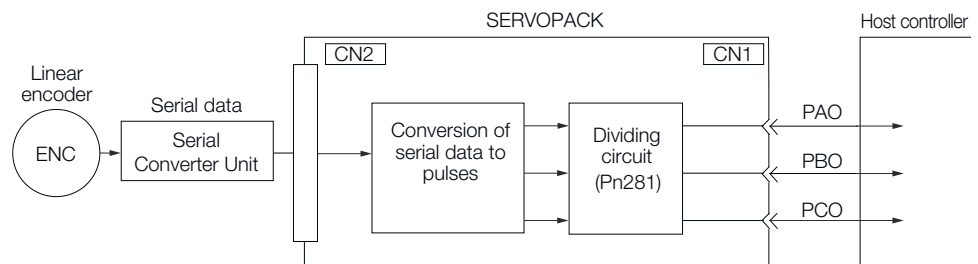 SERVOPACK
Host controller
CN2
CN1
Linear
encoder
Serial data
ENC
Serial
Converter Unit
Conversion of
serial data to
pulses
Dividing
circuit
(Pn281)
PAO
PBO
PCO